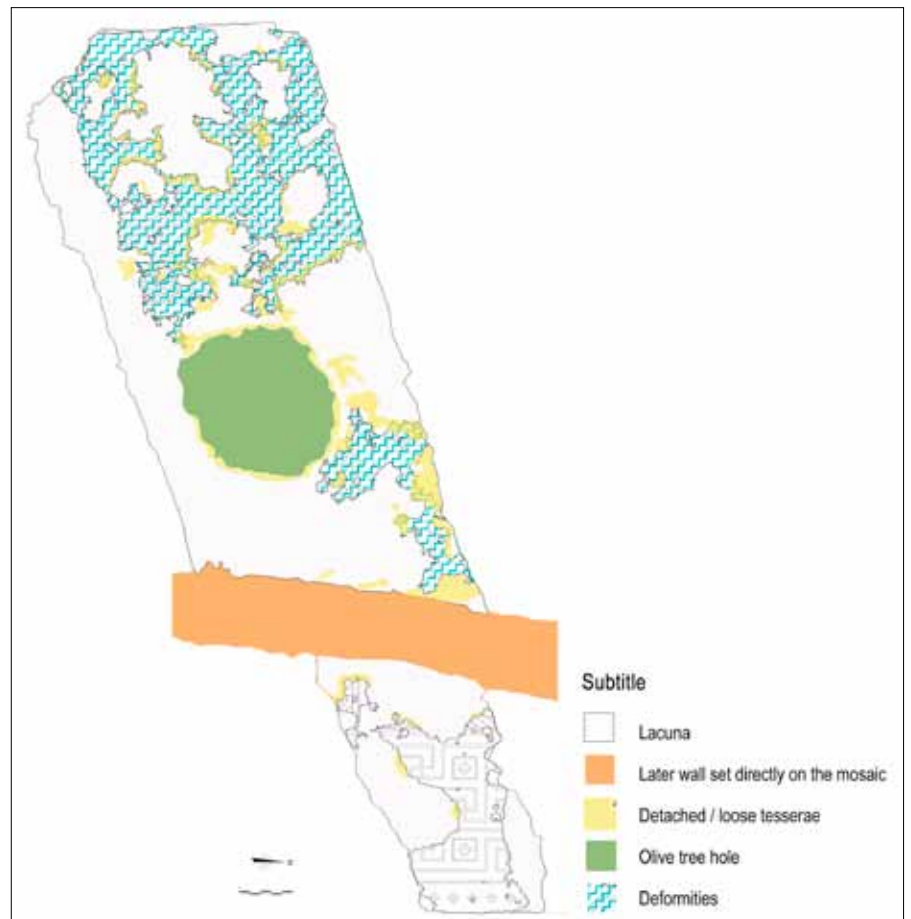 Subtitle
Lacuna
Later wall set directly on the mosaic
Detached / loose tesserae
Olive tree hole
Deformities